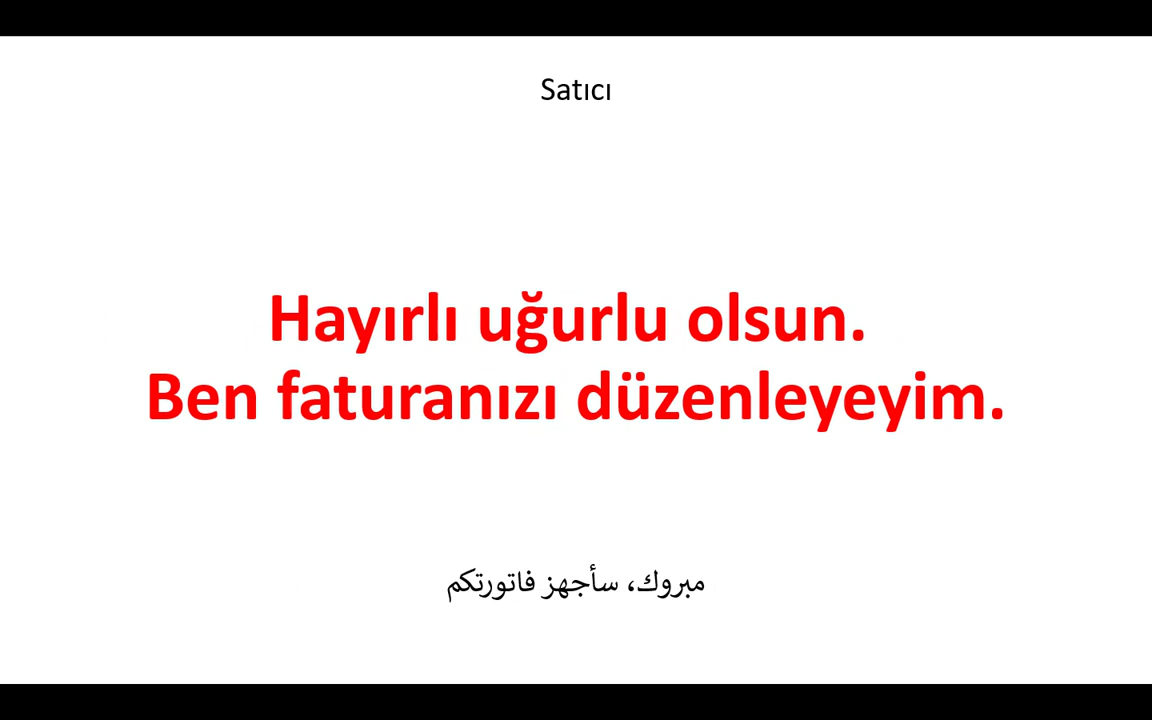 Satıcı
Hayırlı uğurlu olsun.
Ben faturanızı düzenleyeyim.
مبروك، سأجهز فاتورتكم